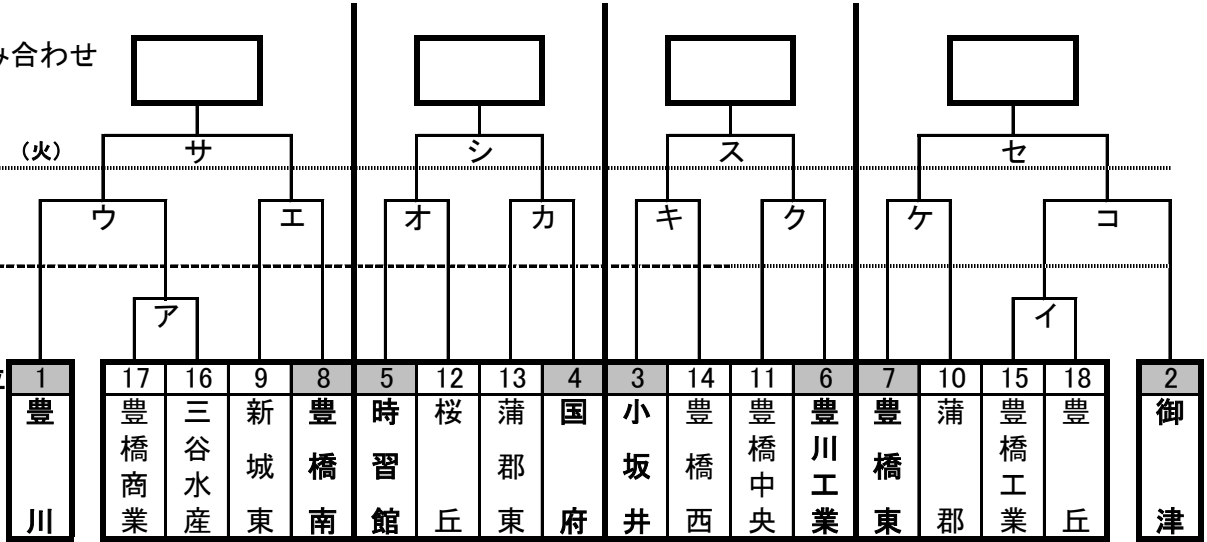 み合わせ
(火)
サ シ ス セ
ウ エ オ カ キ ク ケ コ
ア イ
位 1 17 16 9 8 5 12 13 4 3 14 11 6 7 10 15 18 2
豊川
豊橋商業
三谷水産
新城東
豊橋南
時習館
桜丘
蒲郡東
国府
小坂井
豊橋西
豊橋中央
豊川工業
豊橋東
蒲郡
豊橋工業
豊丘
御津